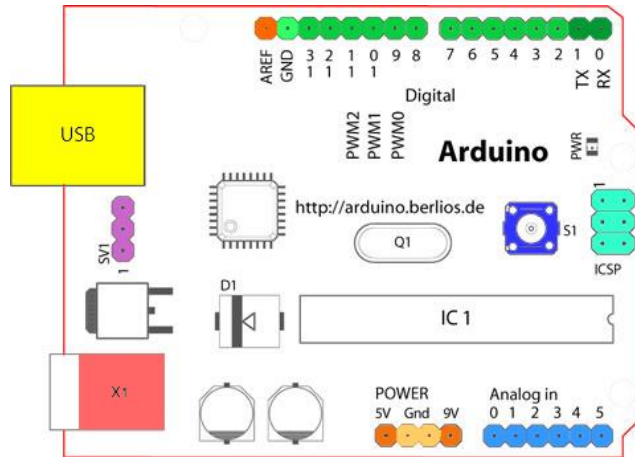 AREF GND 13 12 11 10 9 8 7 6 5 4 3 2 1 0
TX RX
Digital
USB
PWM2 PWM1 PWM0
Arduino
PWR
1
http://arduino.berlios.de
SV1
1
Q1
S1
ICSP
D1
IC 1
X1
POWER
5V Gnd 9V
Analog in
0 1 2 3 4 5